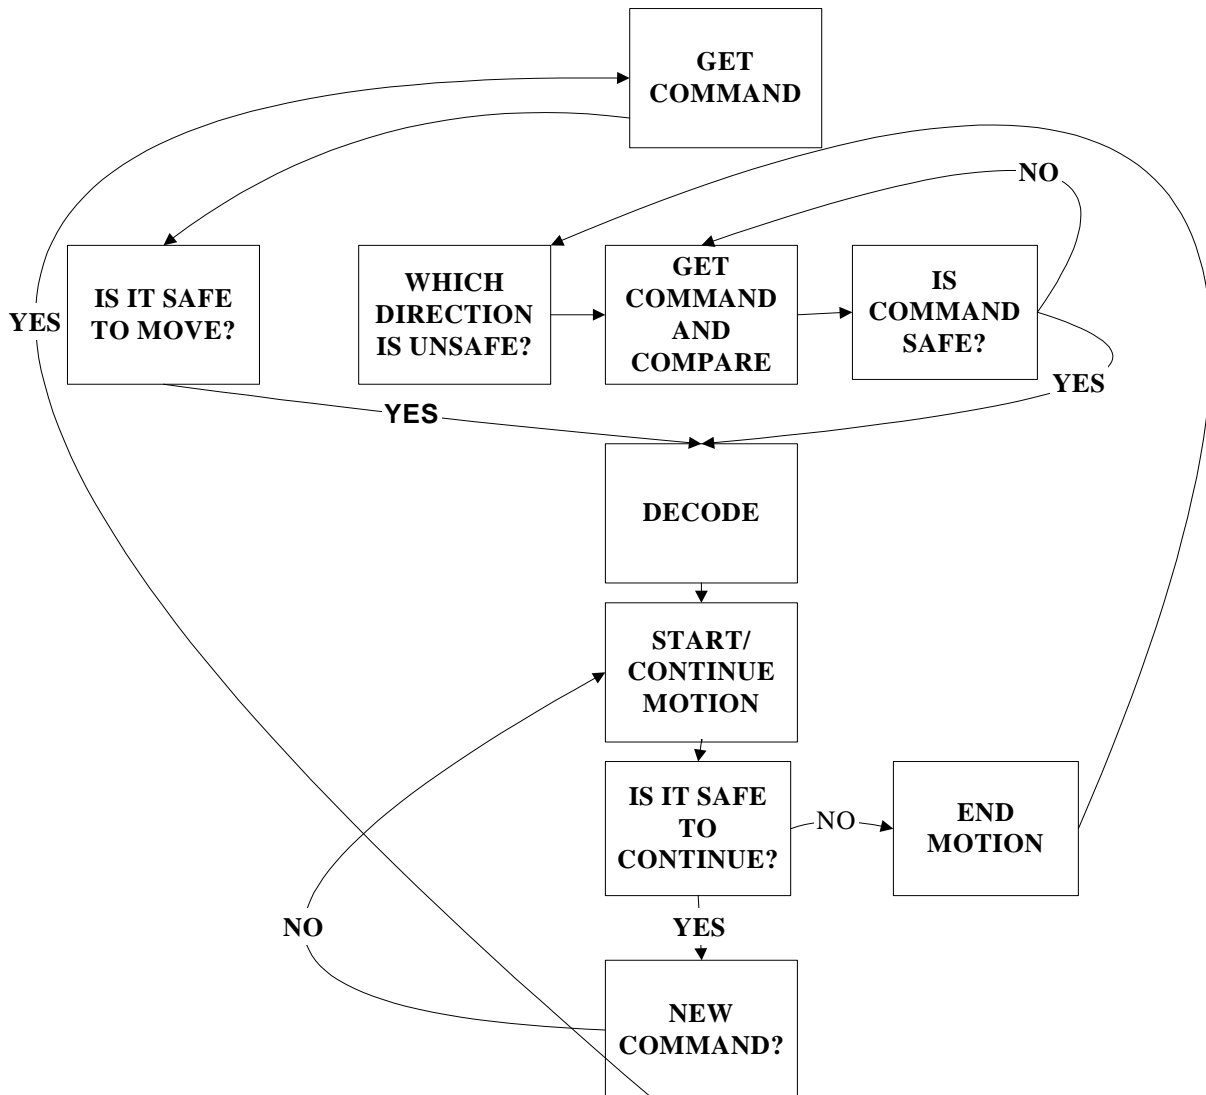 GET
COMMAND
NO
IS IT SAFE
TO MOVE?
WHICH
DIRECTION
IS UNSAFE?
GET
COMMAND
AND
COMPARE
IS
COMMAND
SAFE?
YES
YES
YES
DECODE
START/
CONTINUE
MOTION
IS IT SAFE
TO
CONTINUE?
NO
END
MOTION
NO
YES
NEW
COMMAND?